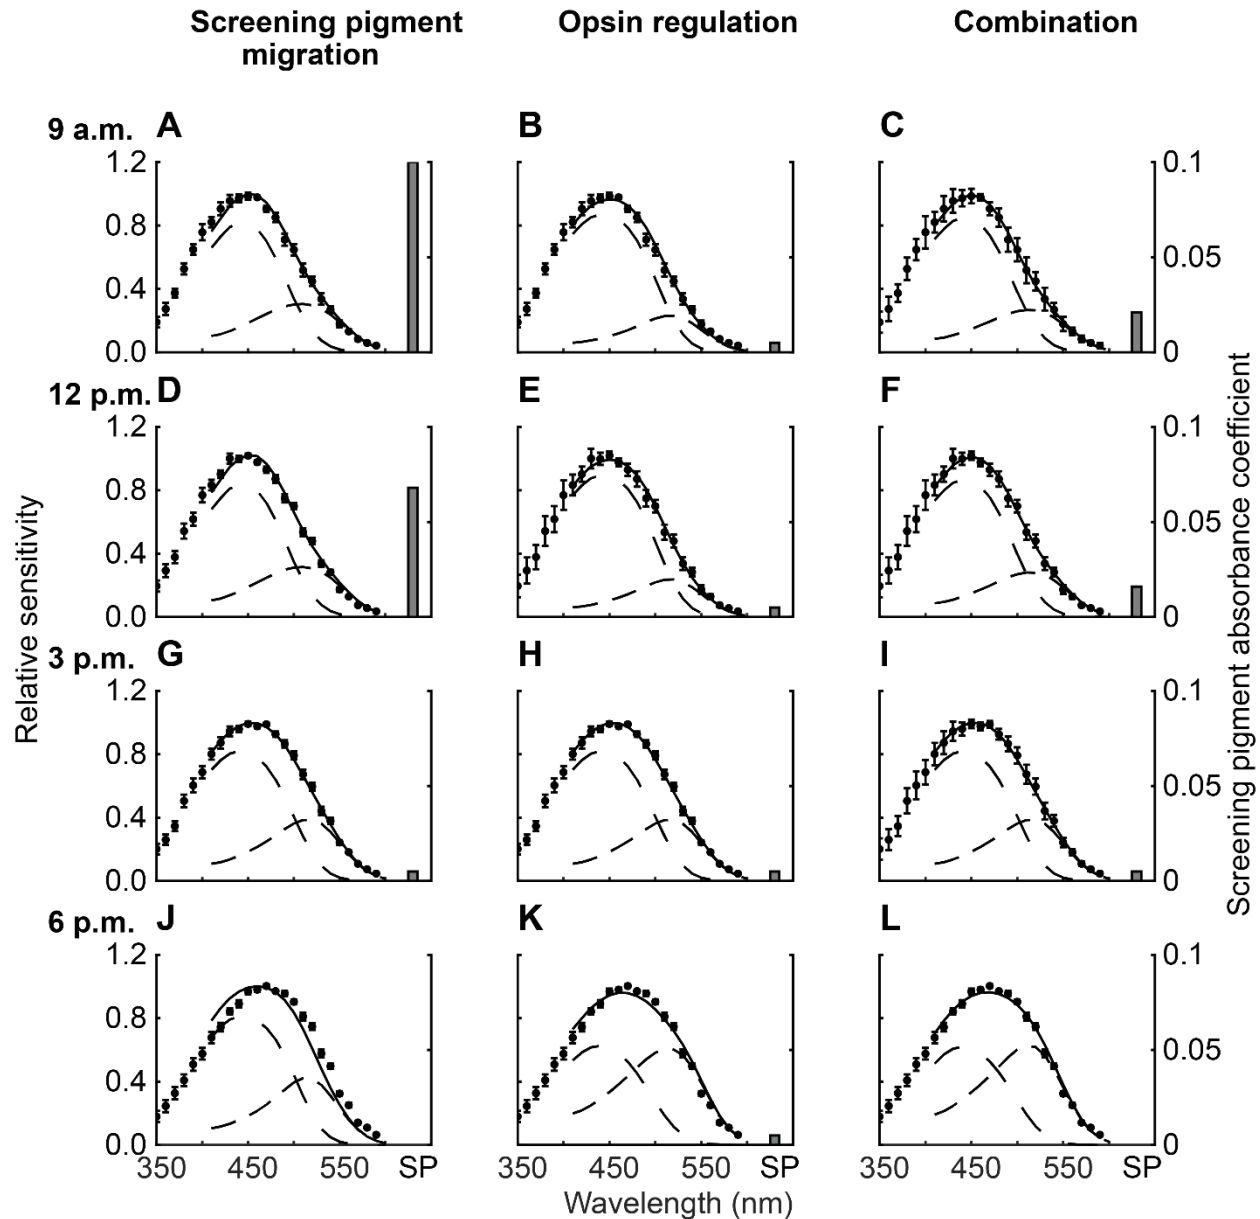 Screening pigment migration
Opsin regulation
Combination
9 a.m.
A
B
C
1.2
0.8
0.4
0.0
0.1
0.05
0
12 p.m.
D
E
F
1.2
0.8
0.4
0.0
0.1
0.05
0
3 p.m.
G
H
I
1.2
0.8
0.4
0.0
0.1
0.05
0
6 p.m.
J
K
L
1.2
0.8
0.4
0.0
0.1
0.05
0
350 450 550 SP
350 450 550 SP
350 450 550 SP
Wavelength (nm)
Relative sensitivity
Screening pigment absorbance coefficient